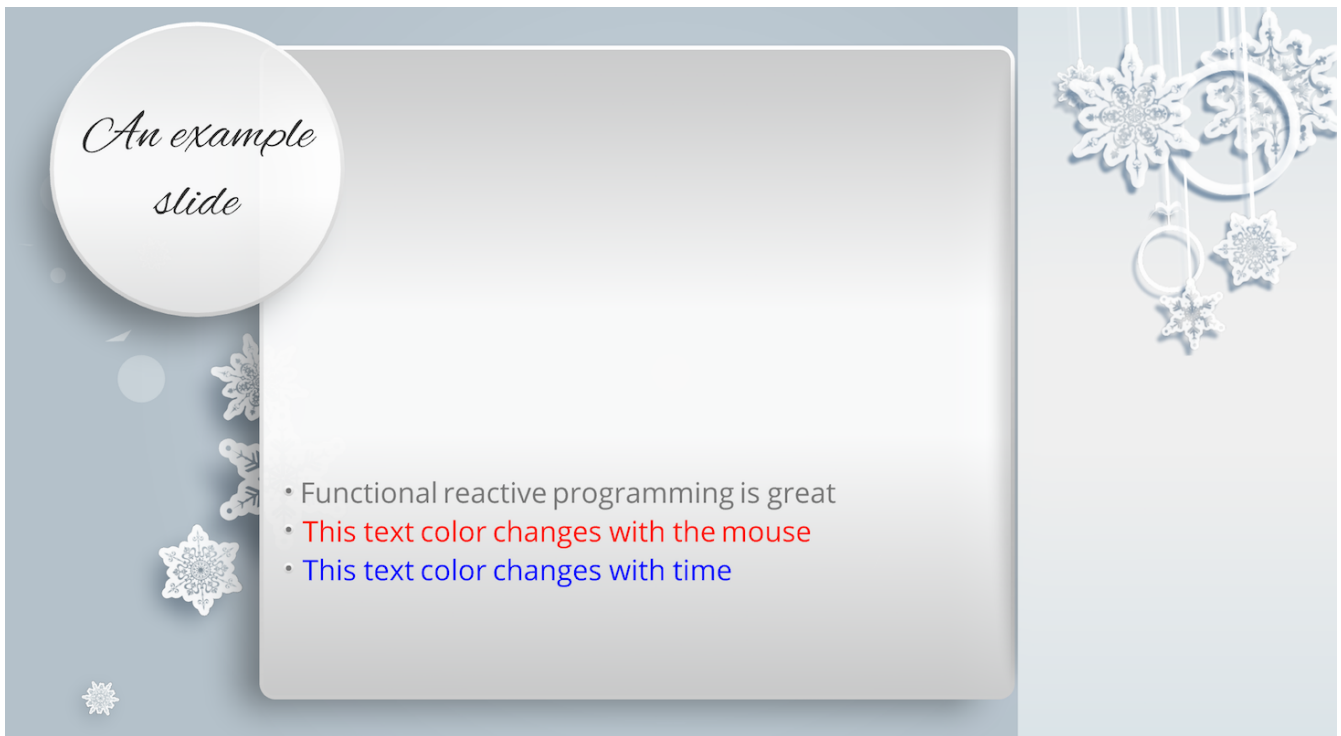 An example
slide
• Functional reactive programming is great
• This text color changes with the mouse
• This text color changes with time